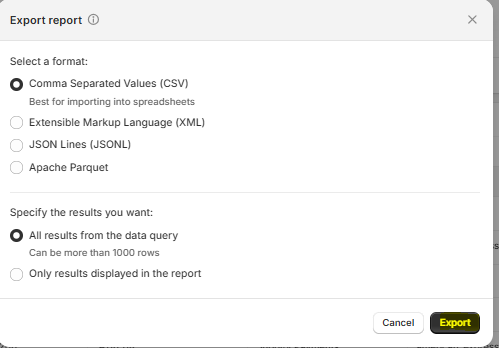 Export report
Select a format:
Comma Separated Values (CSV)
Best for importing into spreadsheets
Extensible Markup Language (XML)
JSON Lines (JSONL)
Apache Parquet
Specify the results you want:
All results from the data query
Can be more than 1000 rows
Only results displayed in the report
Cancel Export